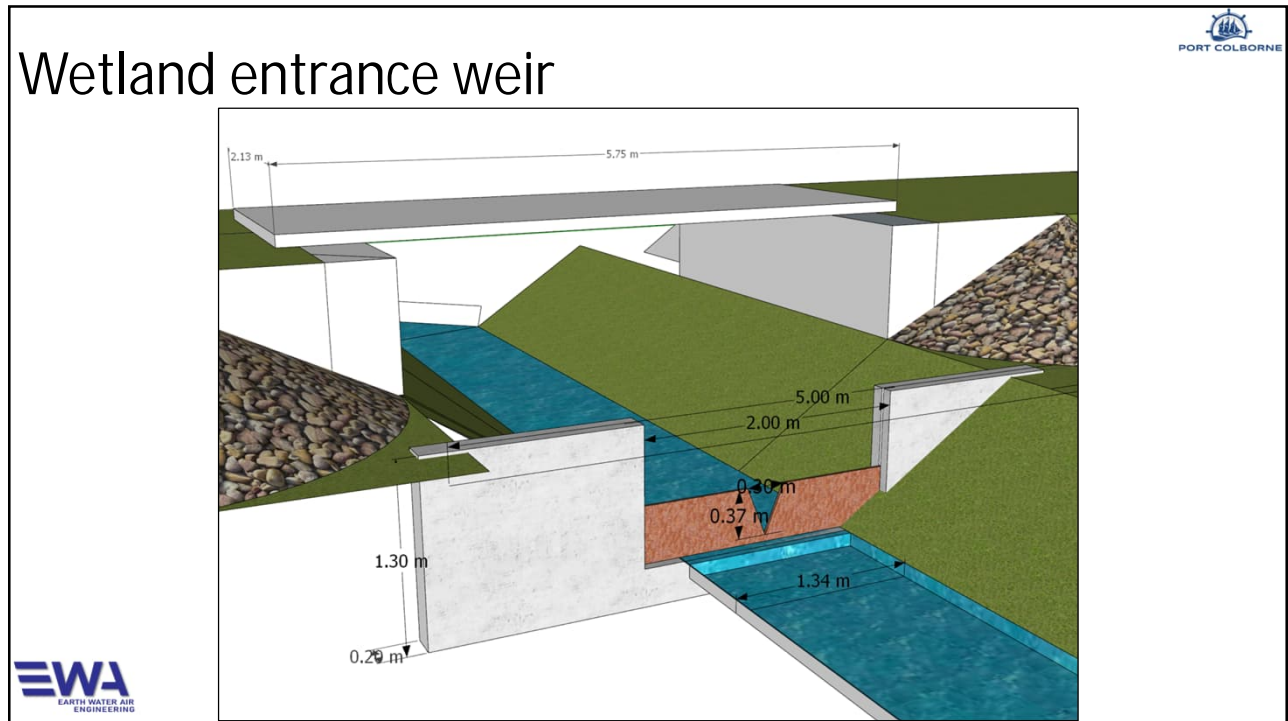 PORT COLBORNE
Wetland entrance weir
2.13 m
5.75 m
5.00 m
2.00 m
0.30 m
0.37 m
1.30 m
1.34 m
0.20 m
EWA
EARTH WATER AIR
ENGINEERING